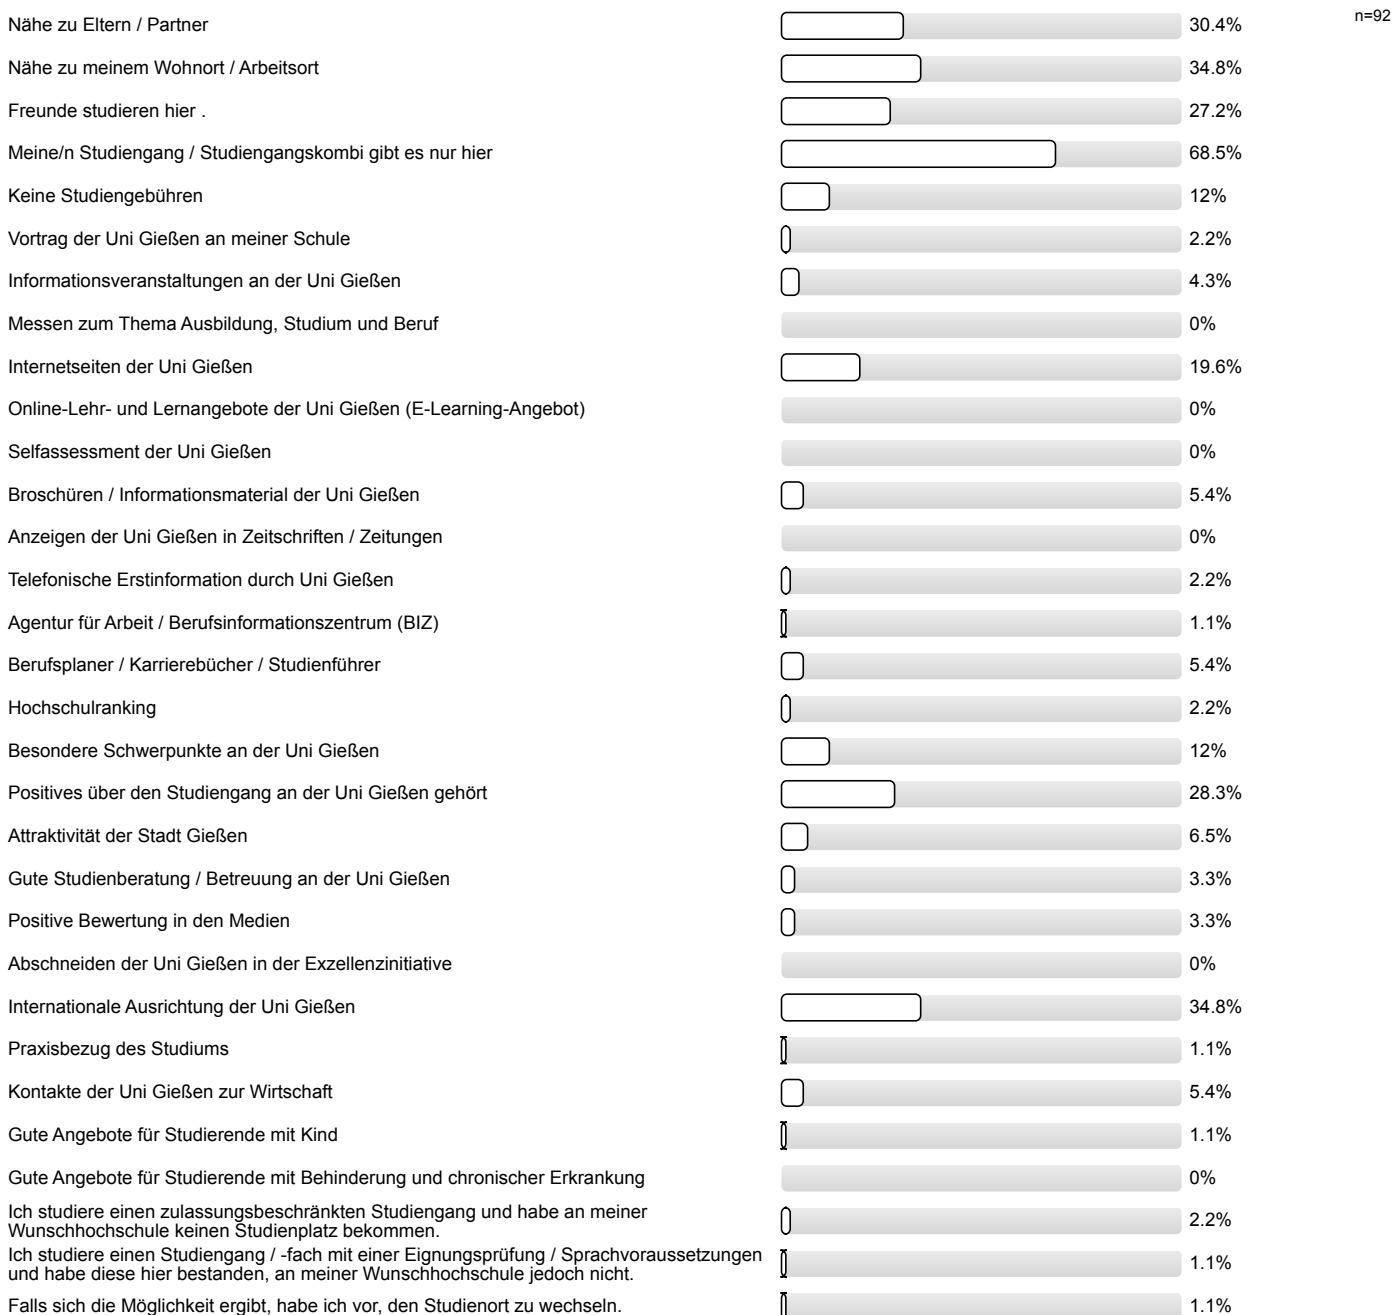 Nähe zu Eltern / Partner 30.4% n=92
Nähe zu meinem Wohnort / Arbeitsort 34.8%
Freunde studieren hier . 27.2%
Meine/n Studiengang / Studiengangskombi gibt es nur hier 68.5%
Keine Studiengebühren 12%
Vortrag der Uni Gießen an meiner Schule 2.2%
Informationsveranstaltungen an der Uni Gießen 4.3%
Messen zum Thema Ausbildung, Studium und Beruf 0%
Internetseiten der Uni Gießen 19.6%
Online-Lehr- und Lernangebote der Uni Gießen (E-Learning-Angebot) 0%
Selfassessment der Uni Gießen 0%
Broschüren / Informationsmaterial der Uni Gießen 5.4%
Anzeigen der Uni Gießen in Zeitschriften / Zeitungen 0%
Telefonische Erstinformation durch Uni Gießen 2.2%
Agentur für Arbeit / Berufsinformationszentrum (BIZ) 1.1%
Berufsplaner / Karrierebücher / Studienführer 5.4%
Hochschulranking 2.2%
Besondere Schwerpunkte an der Uni Gießen 12%
Positives über den Studiengang an der Uni Gießen gehört 28.3%
Attraktivität der Stadt Gießen 6.5%
Gute Studienberatung / Betreuung an der Uni Gießen 3.3%
Positive Bewertung in den Medien 3.3%
Abschneiden der Uni Gießen in der Exzellenzinitiative 0%
Internationale Ausrichtung der Uni Gießen 34.8%
Praxisbezug des Studiums 1.1%
Kontakte der Uni Gießen zur Wirtschaft 5.4%
Gute Angebote für Studierende mit Kind 1.1%
Gute Angebote für Studierende mit Behinderung und chronischer Erkrankung 0%
Ich studiere einen zulassungsbeschränkten Studiengang und habe an meiner
Wunschhochschule keinen Studienplatz bekommen. 2.2%
Ich studiere einen Studiengang / -fach mit einer Eignungsprüfung / Sprachvoraussetzungen
und habe diese hier bestanden, an meiner Wunschhochschule jedoch nicht. 1.1%
Falls sich die Möglichkeit ergibt, habe ich vor, den Studienort zu wechseln. 1.1%